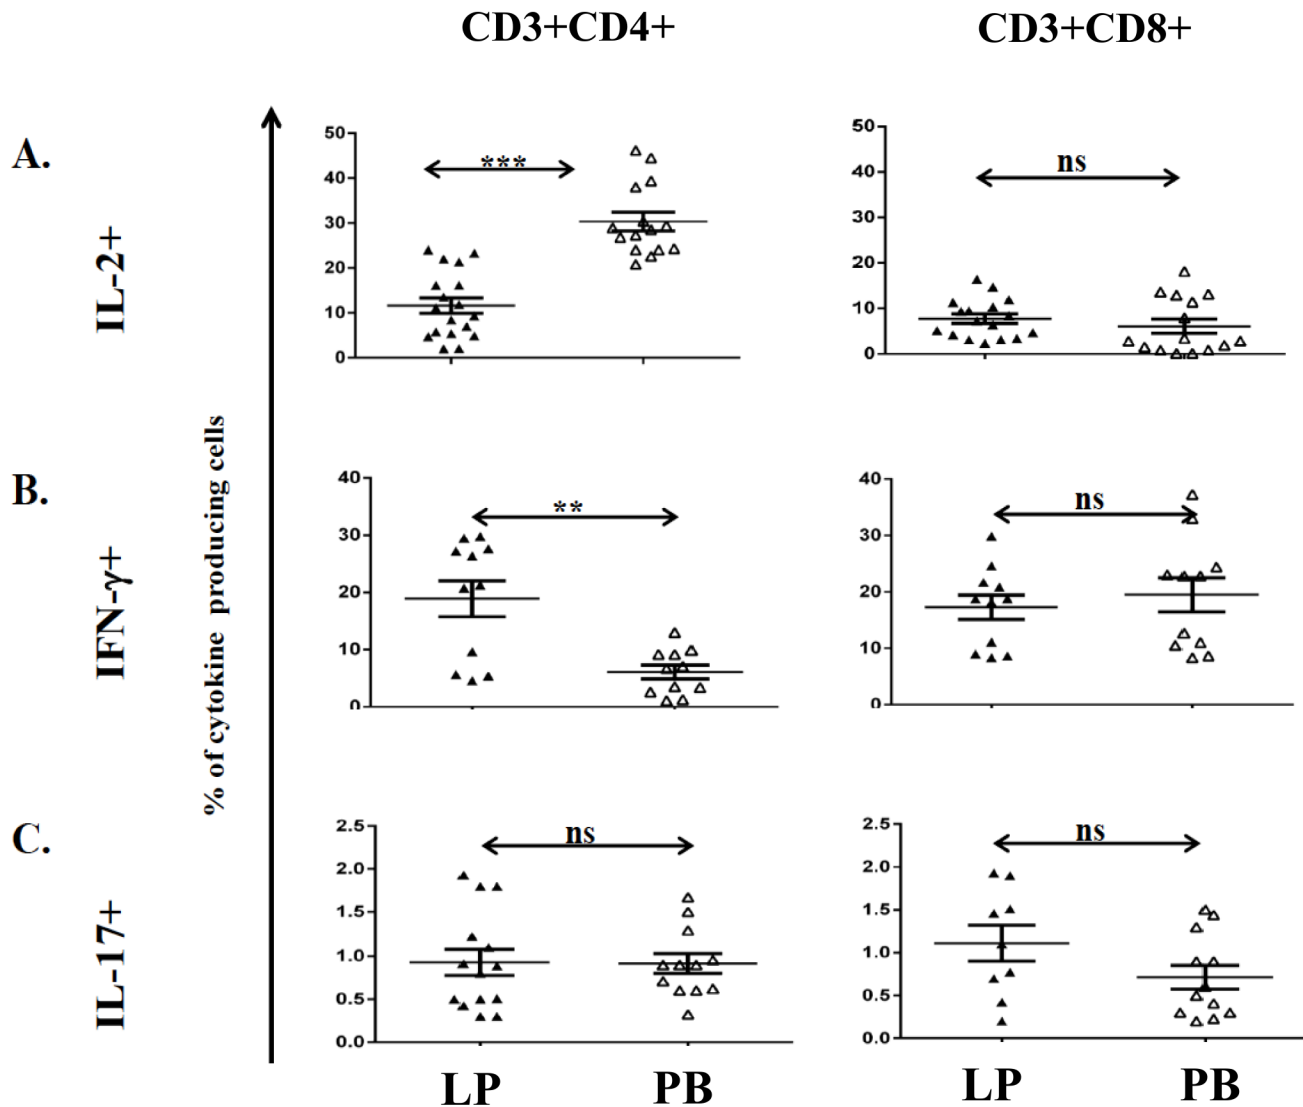 CD3+CD4+ CD3+CD8+
A.
IL-2+
50
40
30
20
10
0
***
50
40
30
20
10
0
ns
% of cytokine producing cells
B.
IFN-γ+
40
30
20
10
0
**
40
30
20
10
0
ns
C.
IL-17+
2.5
2.0
1.5
1.0
0.5
0.0
ns
2.5
2.0
1.5
1.0
0.5
0.0
ns
LP PB LP PB